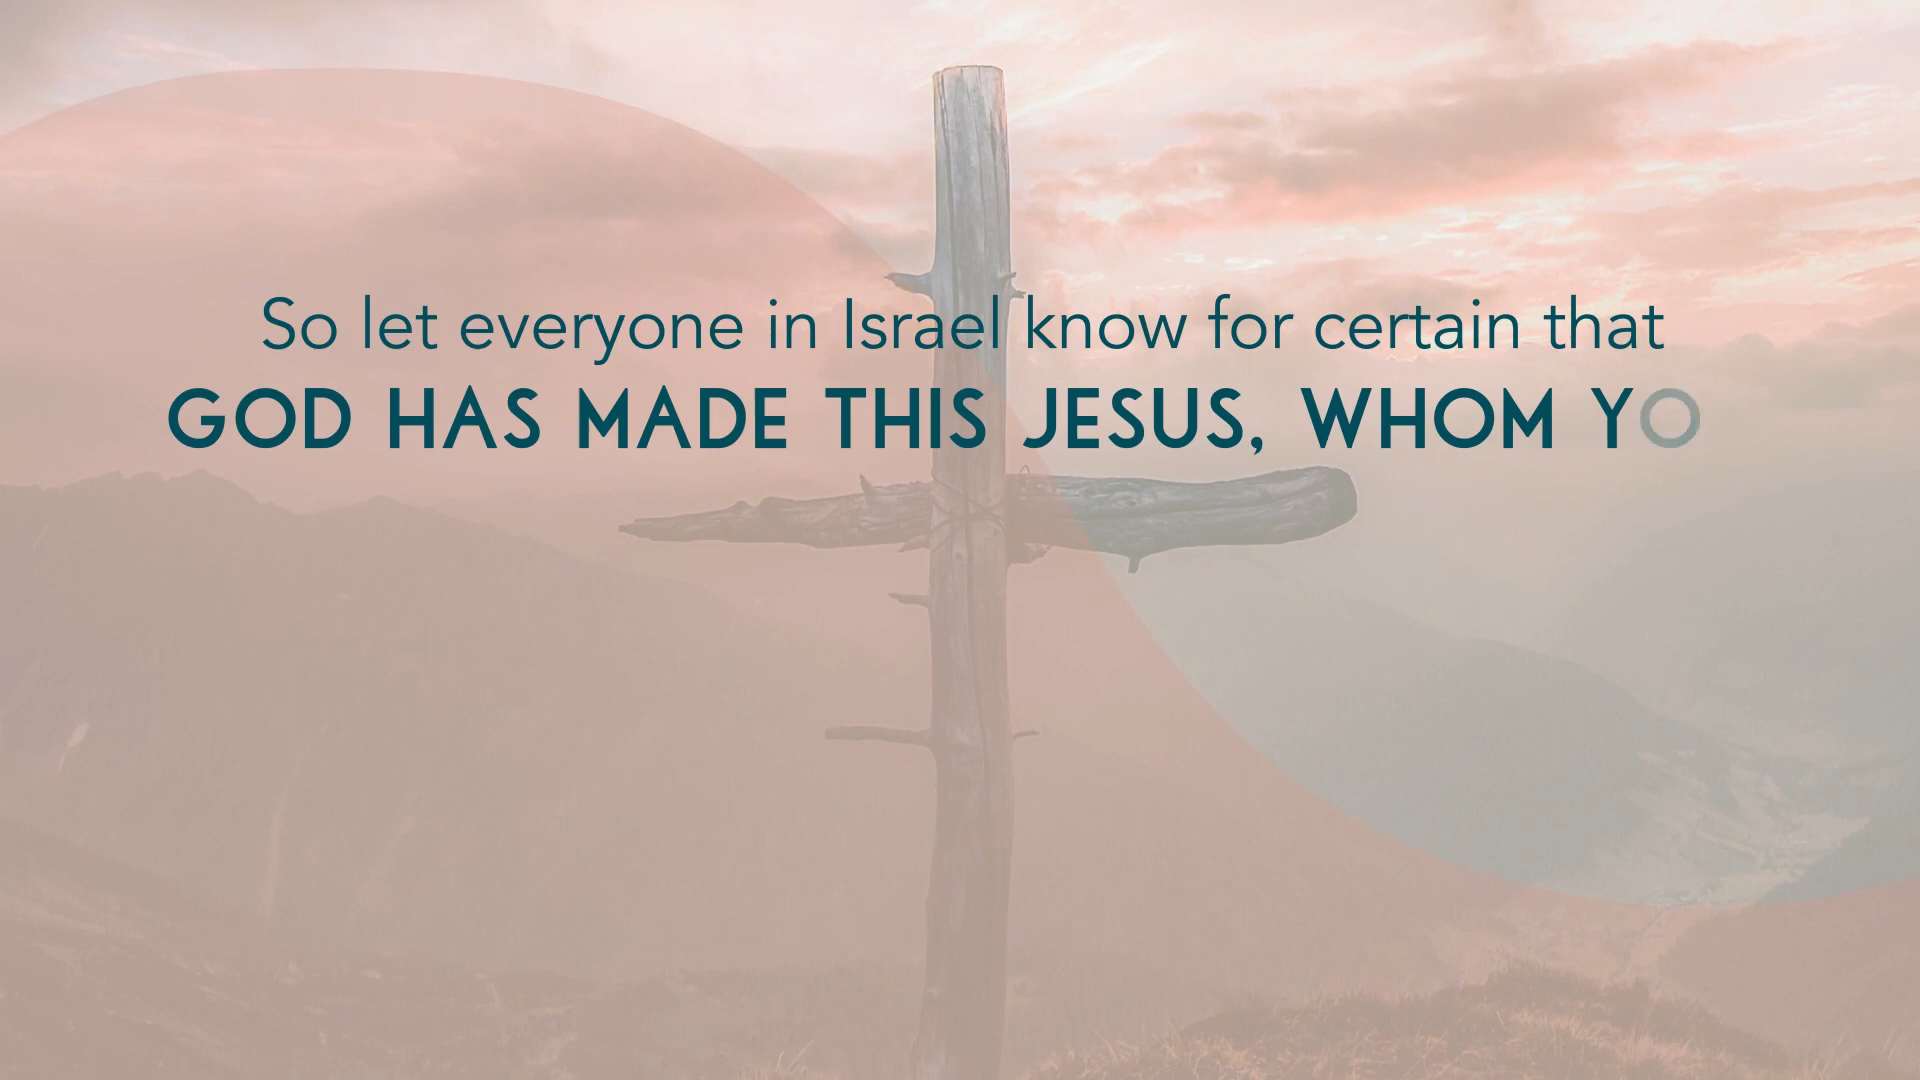 So let everyone in Israel know for certain that
GOD HAS MADE THIS JESUS, WHOM YO